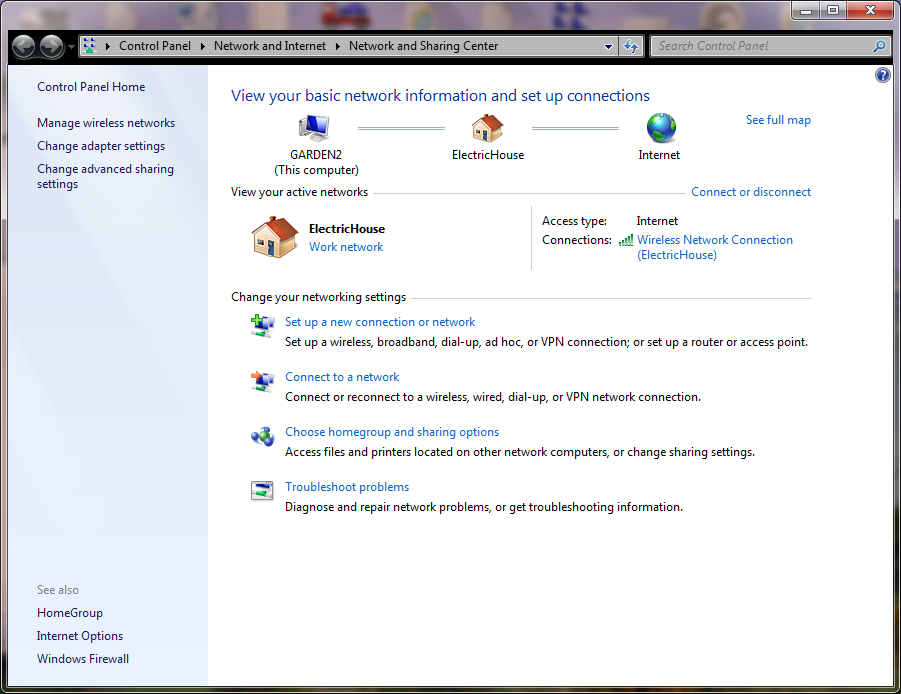 Control Panel
Network and Internet
Network and Sharing Center
Search Control Panel
Control Panel Home
Manage wireless networks
Change adapter settings
Change advanced sharing
settings
See also
HomeGroup
Internet Options
Windows Firewall
View your basic network information and set up connections
GARDEN2
(This computer)
ElectricHouse
Internet
See full map
View your active networks
Connect or disconnect
ElectricHouse
Work network
Access type:
Internet
Connections:
Wireless Network Connection
(ElectricHouse)
Change your networking settings
Set up a new connection or network
Set up a wireless, broadband, dial-up, ad hoc, or VPN connection; or set up a router or access point.
Connect to a network
Connect or reconnect to a wireless, wired, dial-up, or VPN network connection.
Choose homegroup and sharing options
Access files and printers located on other network computers, or change sharing settings.
Troubleshoot problems
Diagnose and repair network problems, or get troubleshooting information.